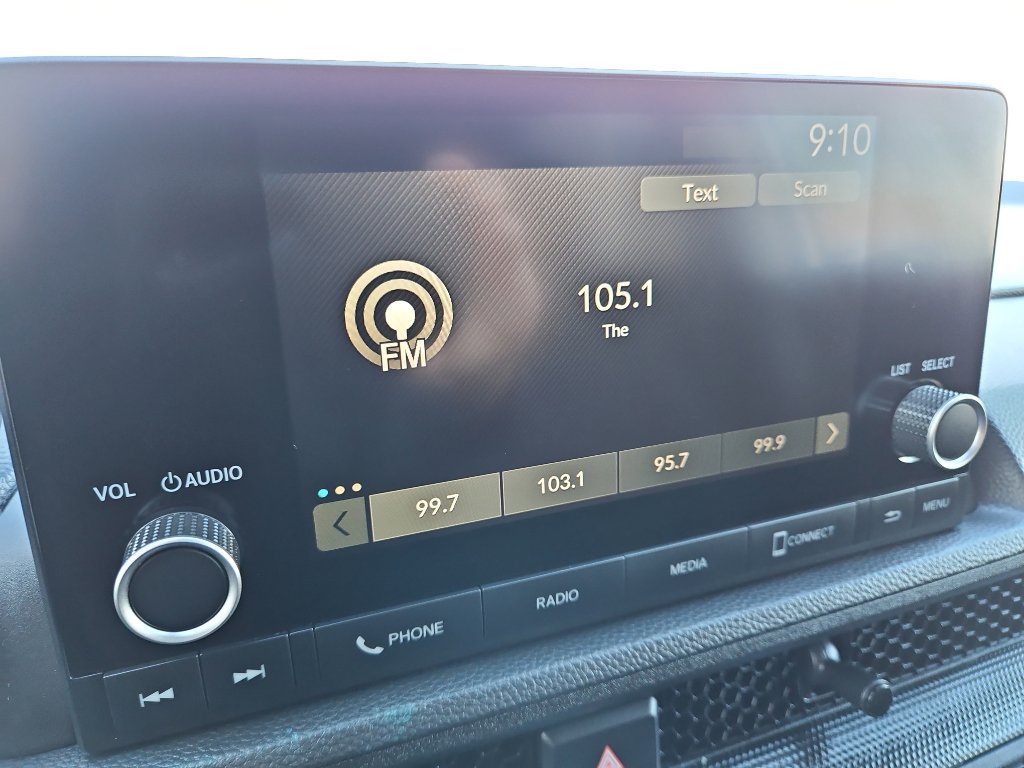 9:10
Text Scan
105.1
FM
The
LIST SELECT
99.7 103.1 95.7 99.9
VOL AUDIO
PHONE RADIO MEDIA CONNECT MENU